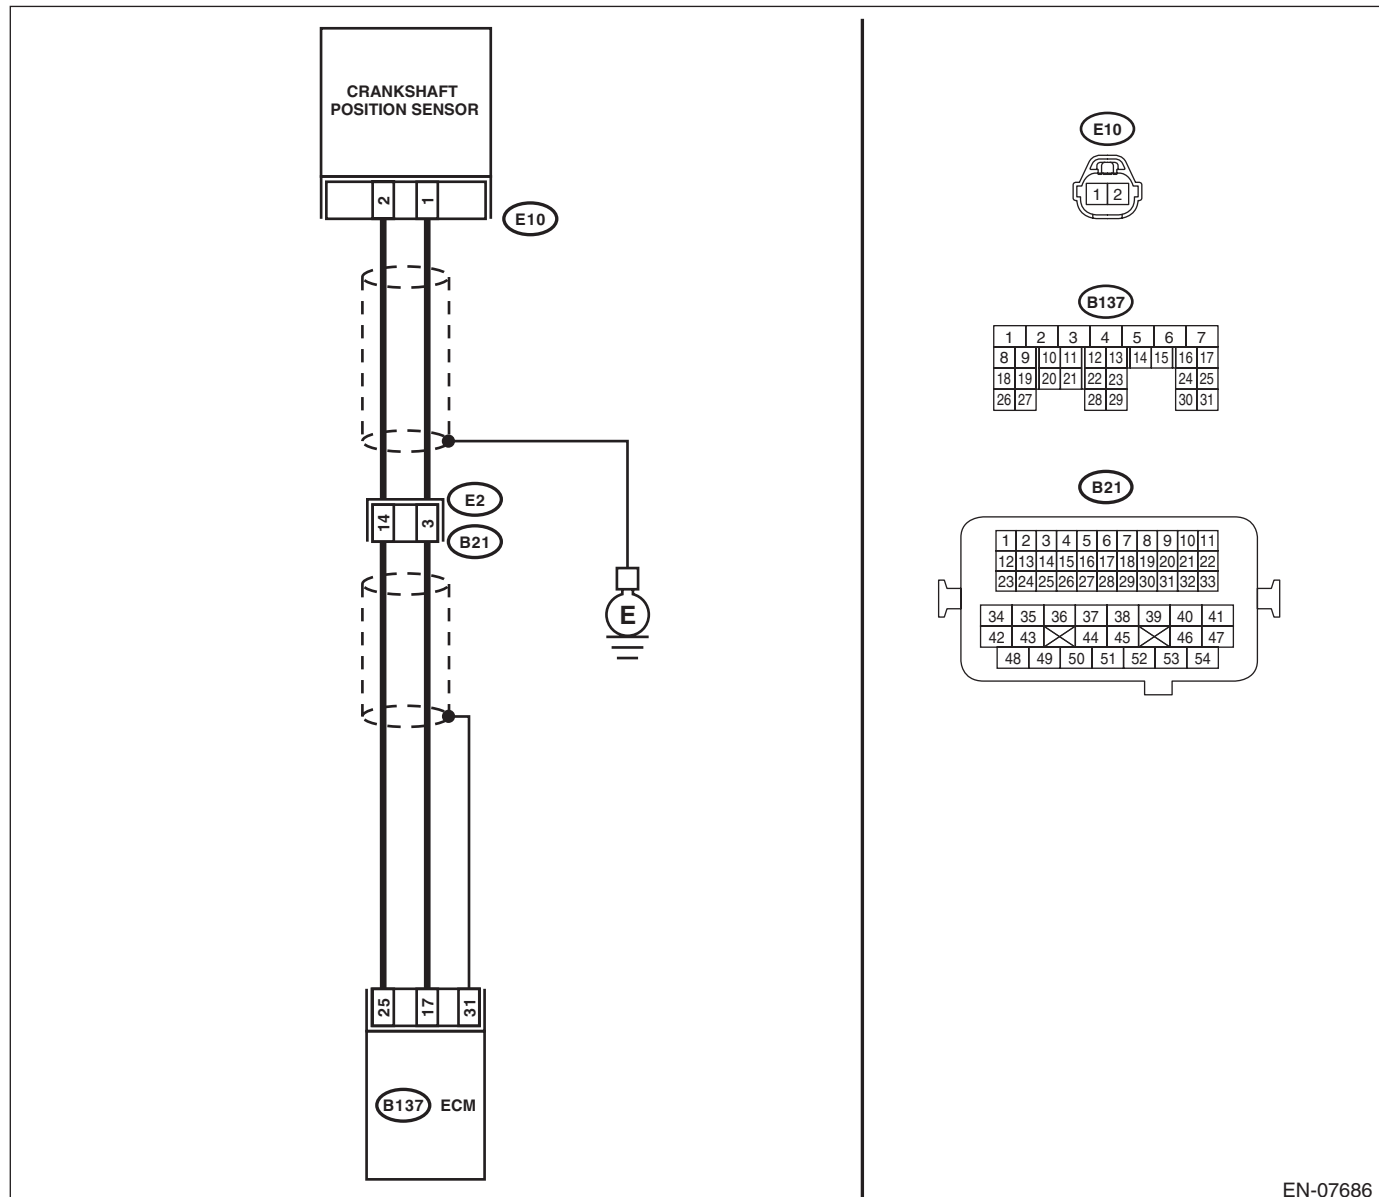 CRANKSHAFT
POSITION SENSOR
2 1
E10
E2
14 3
B21
E
25 17 31
B137 ECM
E10
1 2
B137
1 2 3 4 5 6 7
8 9 10 11 12 13 14 15 16 17
18 19 20 21 22 23 24 25
26 27 28 29 30 31
B21
1 2 3 4 5 6 7 8 9 10 11
12 13 14 15 16 17 18 19 20 21 22
23 24 25 26 27 28 29 30 31 32 33
34 35 36 37 38 39 40 41
42 43 44 45 46 47
48 49 50 51 52 53 54
EN-07686